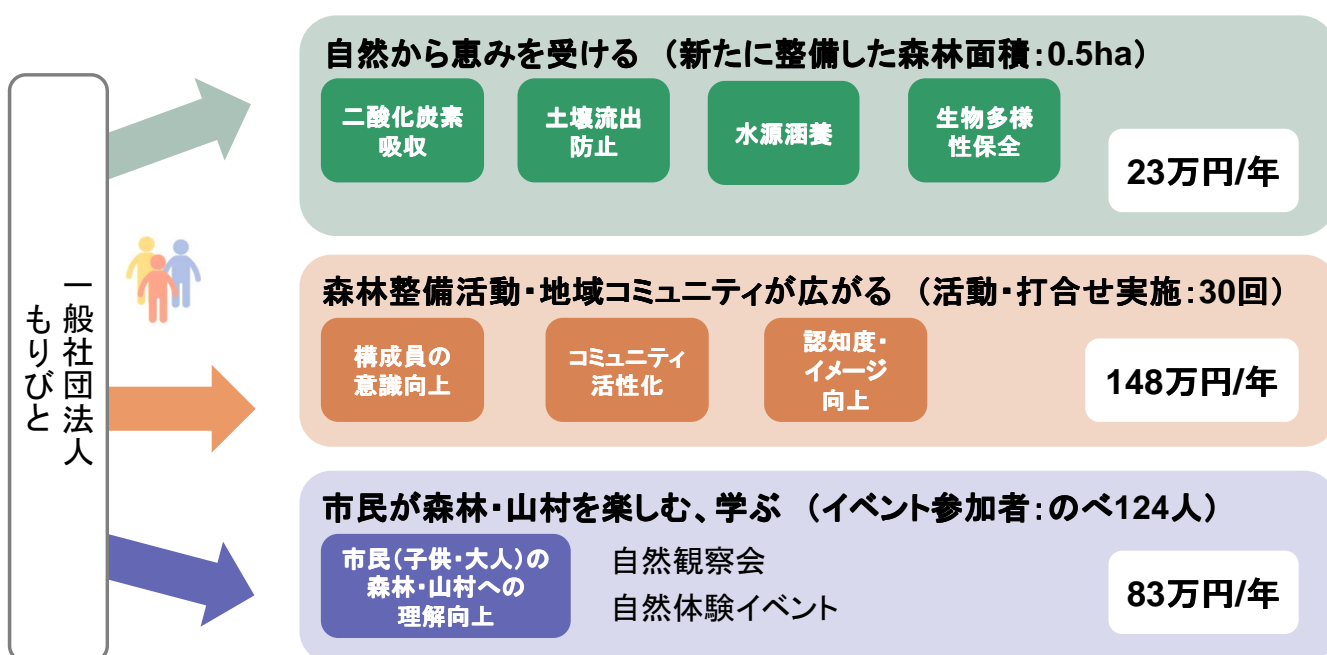 一般社団法人
もりびと
自然から恵みを受ける （新たに整備した森林面積：0.5ha）
二酸化炭素
吸収
土壌流出
防止
水源涵養
生物多様
性保全
23万円/年
森林整備活動・地域コミュニティが広がる （活動・打合せ実施：30回）
構成員の
意識向上
コミュニティ
活性化
認知度・
イメージ
向上
148万円/年
市民が森林・山村を楽しむ、学ぶ （イベント参加者：のべ124人）
市民（子供・大人）の
森林・山村への
理解向上
自然観察会
自然体験イベント
83万円/年